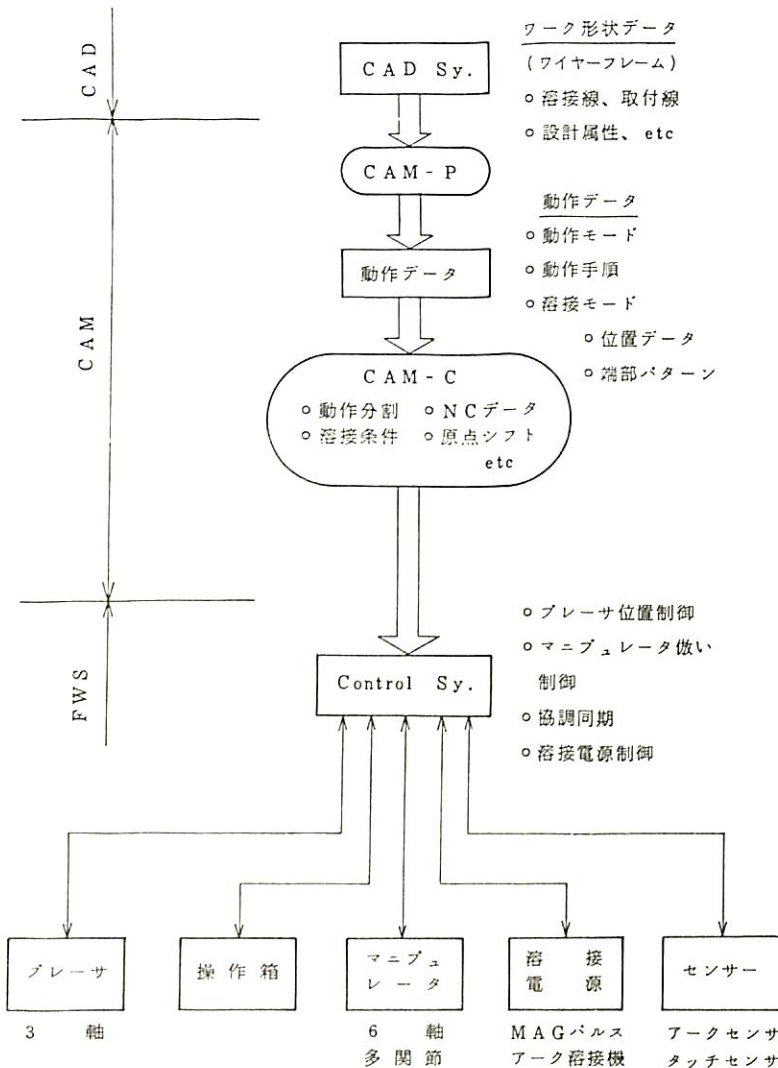 CAD
CAD Sy.
ワーク形状データ
(ワイヤーフレーム)
○ 溶接線、取付線
○ 設計属性、etc
CAM-P
CAM
動作データ
動作データ
○ 動作モード
○ 動作手順
○ 溶接モード
○ 位置データ
○ 端部パターン
CAM-C
○ 動作分割 ○ NCデータ
○ 溶接条件 ○ 原点シフト
etc
FWS
Control Sy.
○ プレーサ位置制御
○ マニプュレータ倣い
制御
○ 協調同期
○ 溶接電源制御
プレーサ
3 軸
操作箱
マニプュ
レータ
6 軸
多関節
溶接
電源
MAGパルス
アーク溶接機
センサー
アークセンサ
タッチセンサ